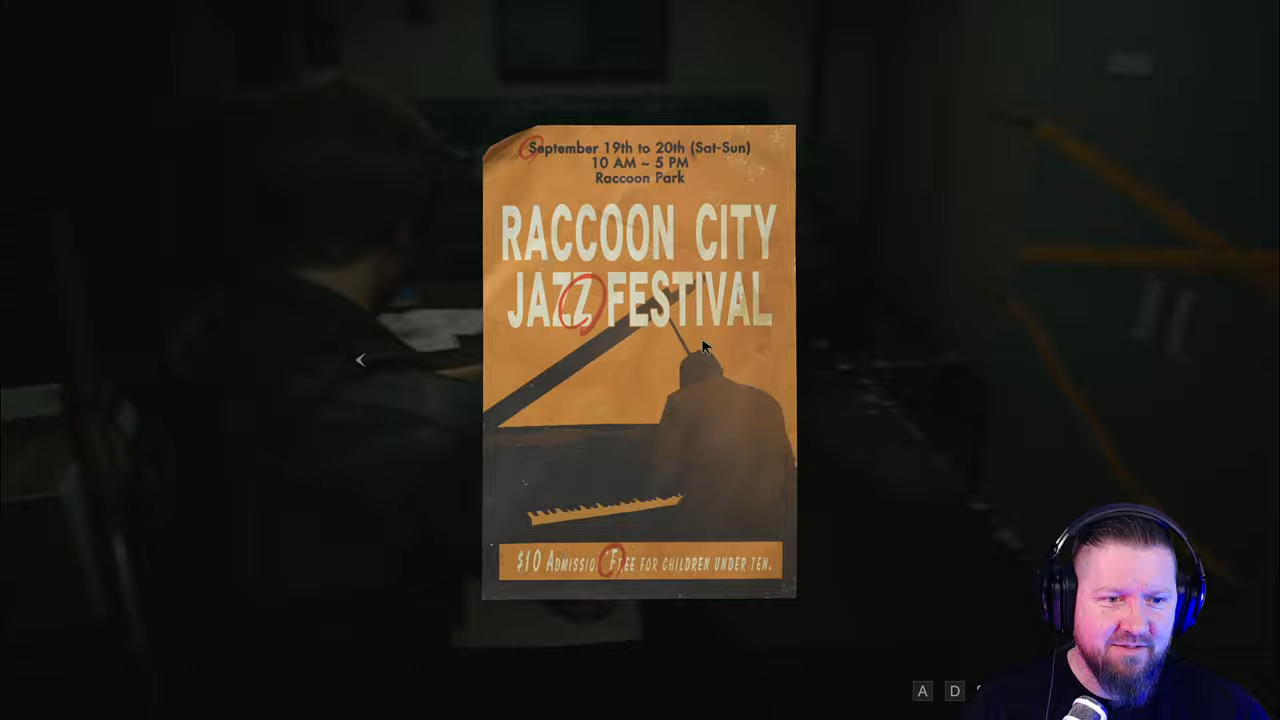 September 19th to 20th (Sat-Sun)
10 AM ~ 5 PM
Raccoon Park
RACCOON CITY
JAZZ FESTIVAL
$10 Admission Free for children under ten.
A D